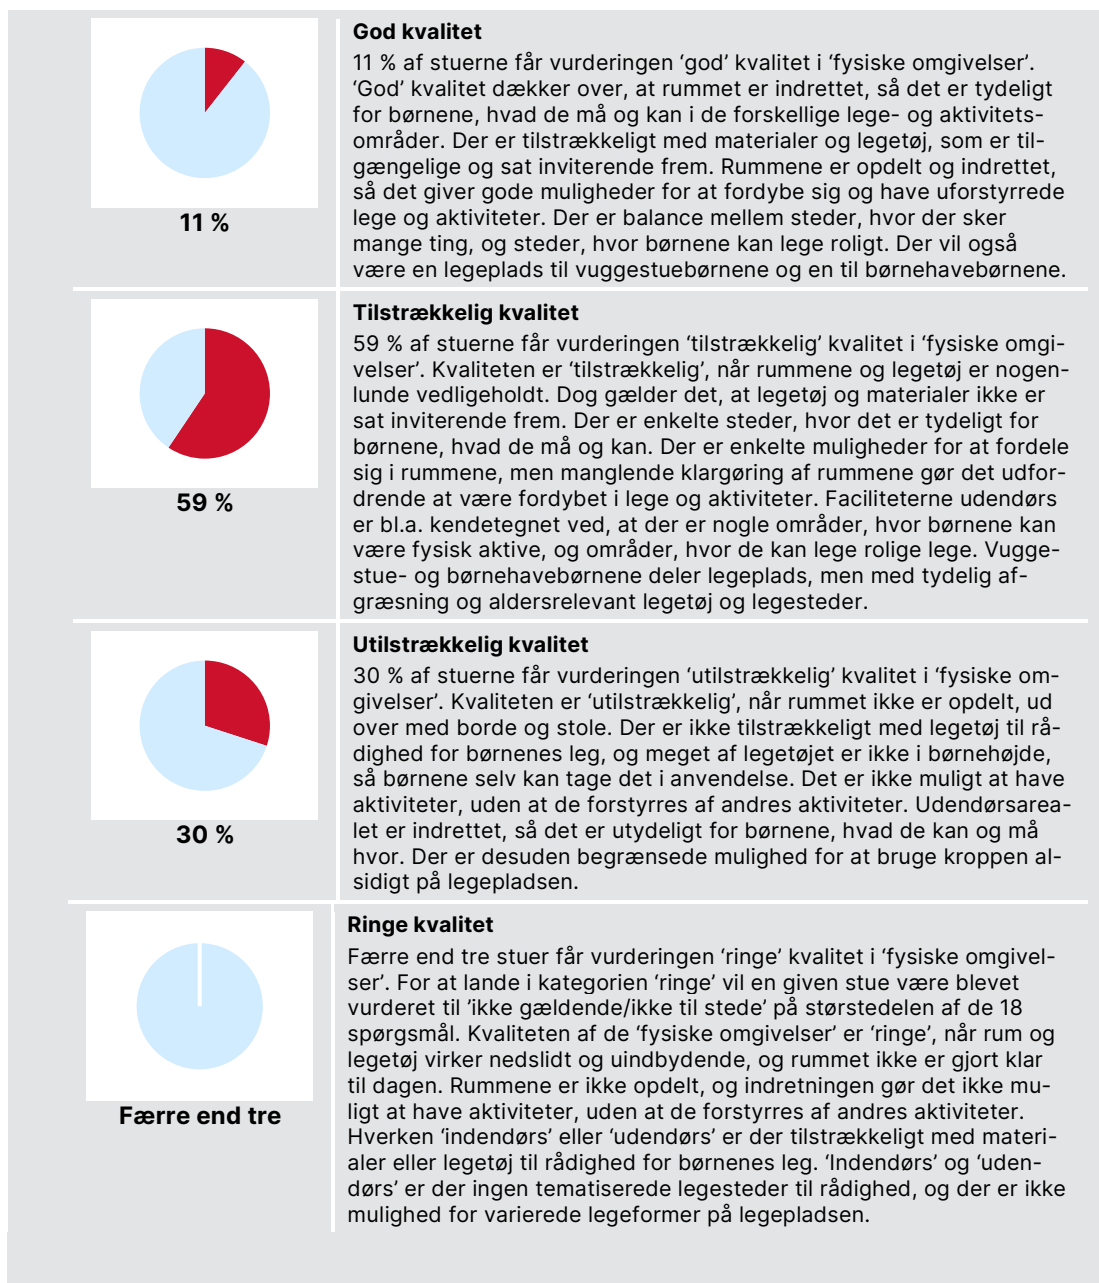 God kvalitet
11 % af stuerne får vurderingen ‘god’ kvalitet i ‘fysiske omgivelser’.
‘God’ kvalitet dækker over, at rummet er indrettet, så det er tydeligt
for børnene, hvad de må og kan i de forskellige lege- og aktivitets-
områder. Der er tilstrækkeligt med materialer og legetøj, som er til-
gængelige og sat inviterende frem. Rummene er opdelt og indrettet,
så det giver gode muligheder for at fordybe sig og have uforstyrrede
lege og aktiviteter. Der er balance mellem steder, hvor der sker
mange ting, og steder, hvor børnene kan lege roligt. Der vil også
være en legeplads til vuggestuebørnene og en til børnehavebørnene.
11 %
Tilstrækkelig kvalitet
59 % af stuerne får vurderingen ‘tilstrækkelig’ kvalitet i ‘fysiske omgi-
velser’. Kvaliteten er ‘tilstrækkelig’, når rummene og legetøj er nogen-
lunde vedligeholdt. Dog gælder det, at legetøj og materialer ikke er
sat inviterende frem. Der er enkelte steder, hvor det er tydeligt for
børnene, hvad de må og kan. Der er enkelte muligheder for at fordele
sig i rummene, men manglende klargøring af rummene gør det udfor-
drende at være fordybet i lege og aktiviteter. Faciliteterne udendørs
er bl.a. kendetegnet ved, at der er nogle områder, hvor børnene kan
være fysisk aktive, og områder, hvor de kan lege rolige lege. Vugge-
stue- og børnehavebørnene deler legeplads, men med tydelig af-
græsning og aldersrelevant legetøj og legesteder.
59 %
Utilstrækkelig kvalitet
30 % af stuerne får vurderingen ‘utilstrækkelig’ kvalitet i ‘fysiske om-
givelser’. Kvaliteten er ‘utilstrækkelig’, når rummet ikke er opdelt, ud
over med borde og stole. Der er ikke tilstrækkeligt med legetøj til rå-
dighed for børnenes leg, og meget af legetøjet er ikke i børnehøjde,
så børnene selv kan tage det i anvendelse. Det er ikke muligt at have
aktiviteter, uden at de forstyrres af andres aktiviteter. Udendørsarea-
let er indrettet, så det er utydeligt for børnene, hvad de kan og må
hvor. Der er desuden begrænsede mulighed for at bruge kroppen al-
sidigt på legepladsen.
30 %
Ringe kvalitet
Færre end tre stuer får vurderingen ‘ringe’ kvalitet i ‘fysiske omgivel-
ser’. For at lande i kategorien ‘ringe’ vil en given stue være blevet
vurderet til ’ikke gældende/ikke til stede’ på størstedelen af de 18
spørgsmål. Kvaliteten af de ‘fysiske omgivelser’ er ‘ringe’, når rum og
legetøj virker nedslidt og uindbydende, og rummet ikke er gjort klar
til dagen. Rummene er ikke opdelt, og indretningen gør det ikke mu-
ligt at have aktiviteter, uden at de forstyrres af andres aktiviteter.
Hverken ‘indendørs’ eller ‘udendørs’ er der tilstrækkeligt med materi-
aler eller legetøj til rådighed for børnenes leg. ‘Indendørs’ og ‘uden-
dørs’ er der ingen tematiserede legesteder til rådighed, og der er ikke
mulighed for varierede legeformer på legepladsen.
Færre end tre